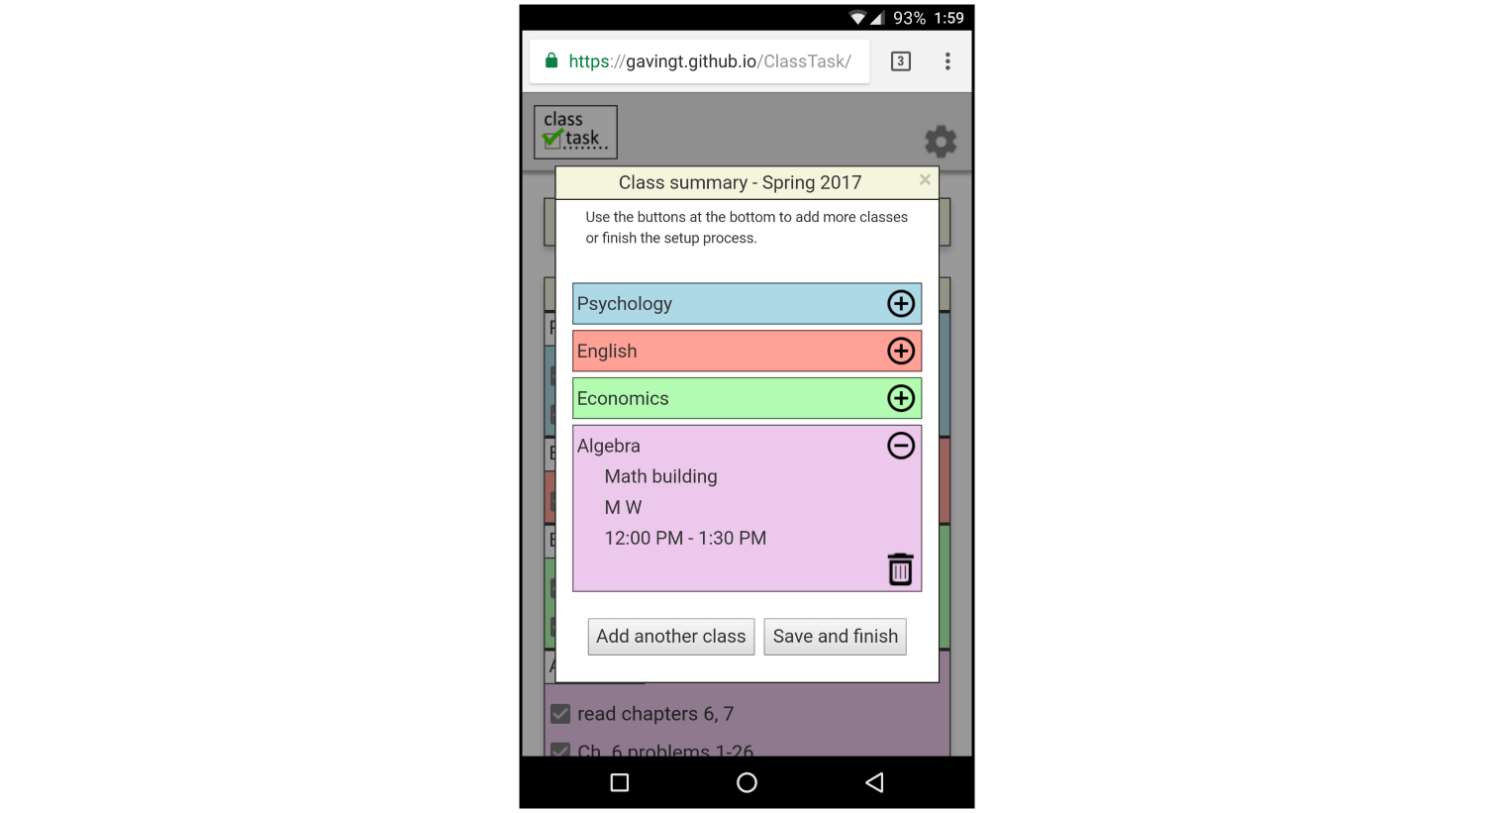 93% 1:59
https://gavingt.github.io/ClassTask/
3
class
task
Class summary - Spring 2017
×
Use the buttons at the bottom to add more classes
or finish the setup process.
Psychology
English
Economics
Algebra
Math building
M W
12:00 PM - 1:30 PM
Add another class Save and finish
read chapters 6, 7
Ch. 6 problems 1-26